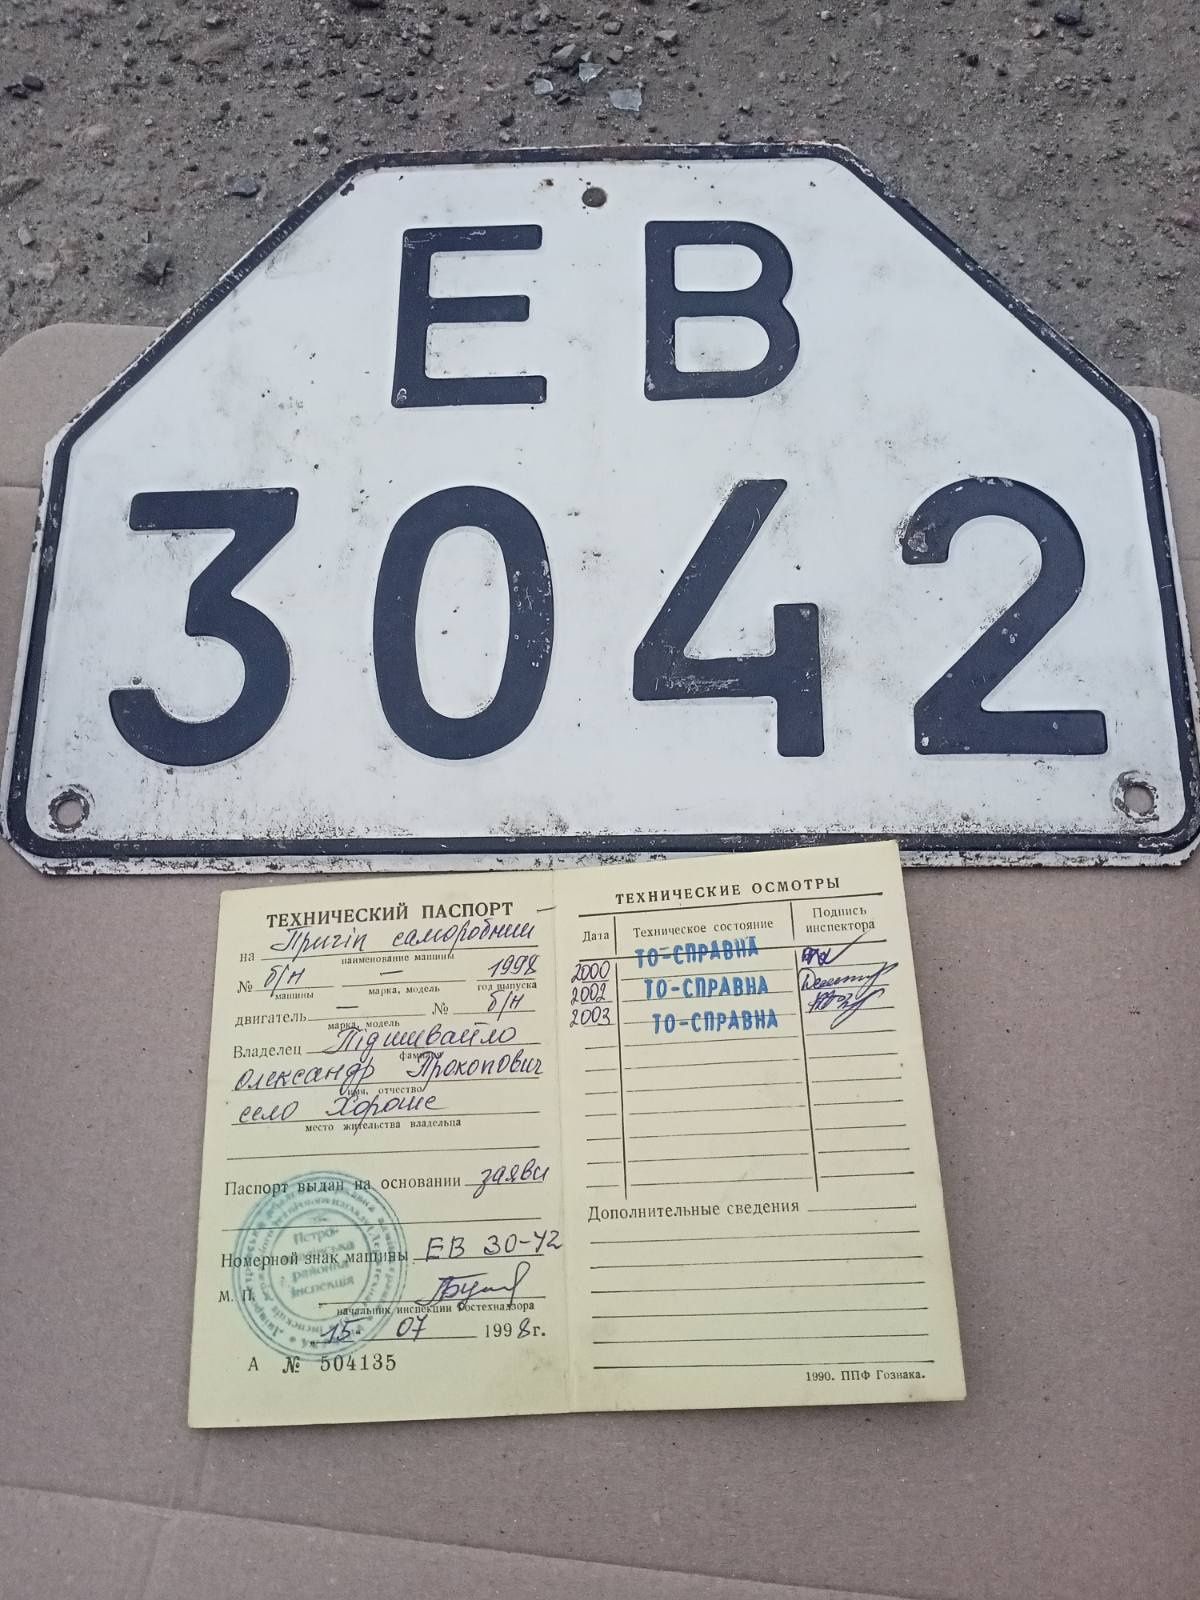 ЕВ
3042
ТЕХНИЧЕСКИЙ ПАСПОРТ
на Причіп саморобний
наименование машины
№ б/н — 1998
машины марка, модель год выпуска
двигатель — № б/н
марка, модель
Владелец Підшивайло
фамилия
Олександр Прокопович
имя, отчество
село Хороше
место жительства владельца
Паспорт выдан на основании заяви
Номерной знак машины ЕВ 30-42
М. П.
начальник инспекции Гостехнадзора
15 07 1998г.
А № 504135
районна
інспекція
ТЕХНИЧЕСКИЕ ОСМОТРЫ
Дата Техническое состояние Подпись инспектора
2000 ТО-СПРАВНА
2002 ТО-СПРАВНА
2003 ТО-СПРАВНА
Дополнительные сведения
1990. ППФ Гознака.